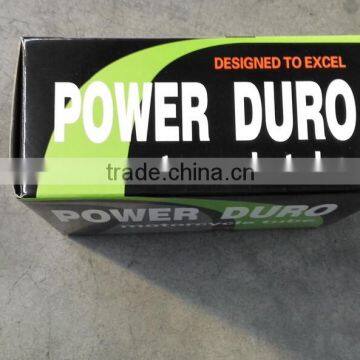 DESIGNED TO EXCEL
POWER DURO
trade.china.cn
POWER DURO
motorcycle tube